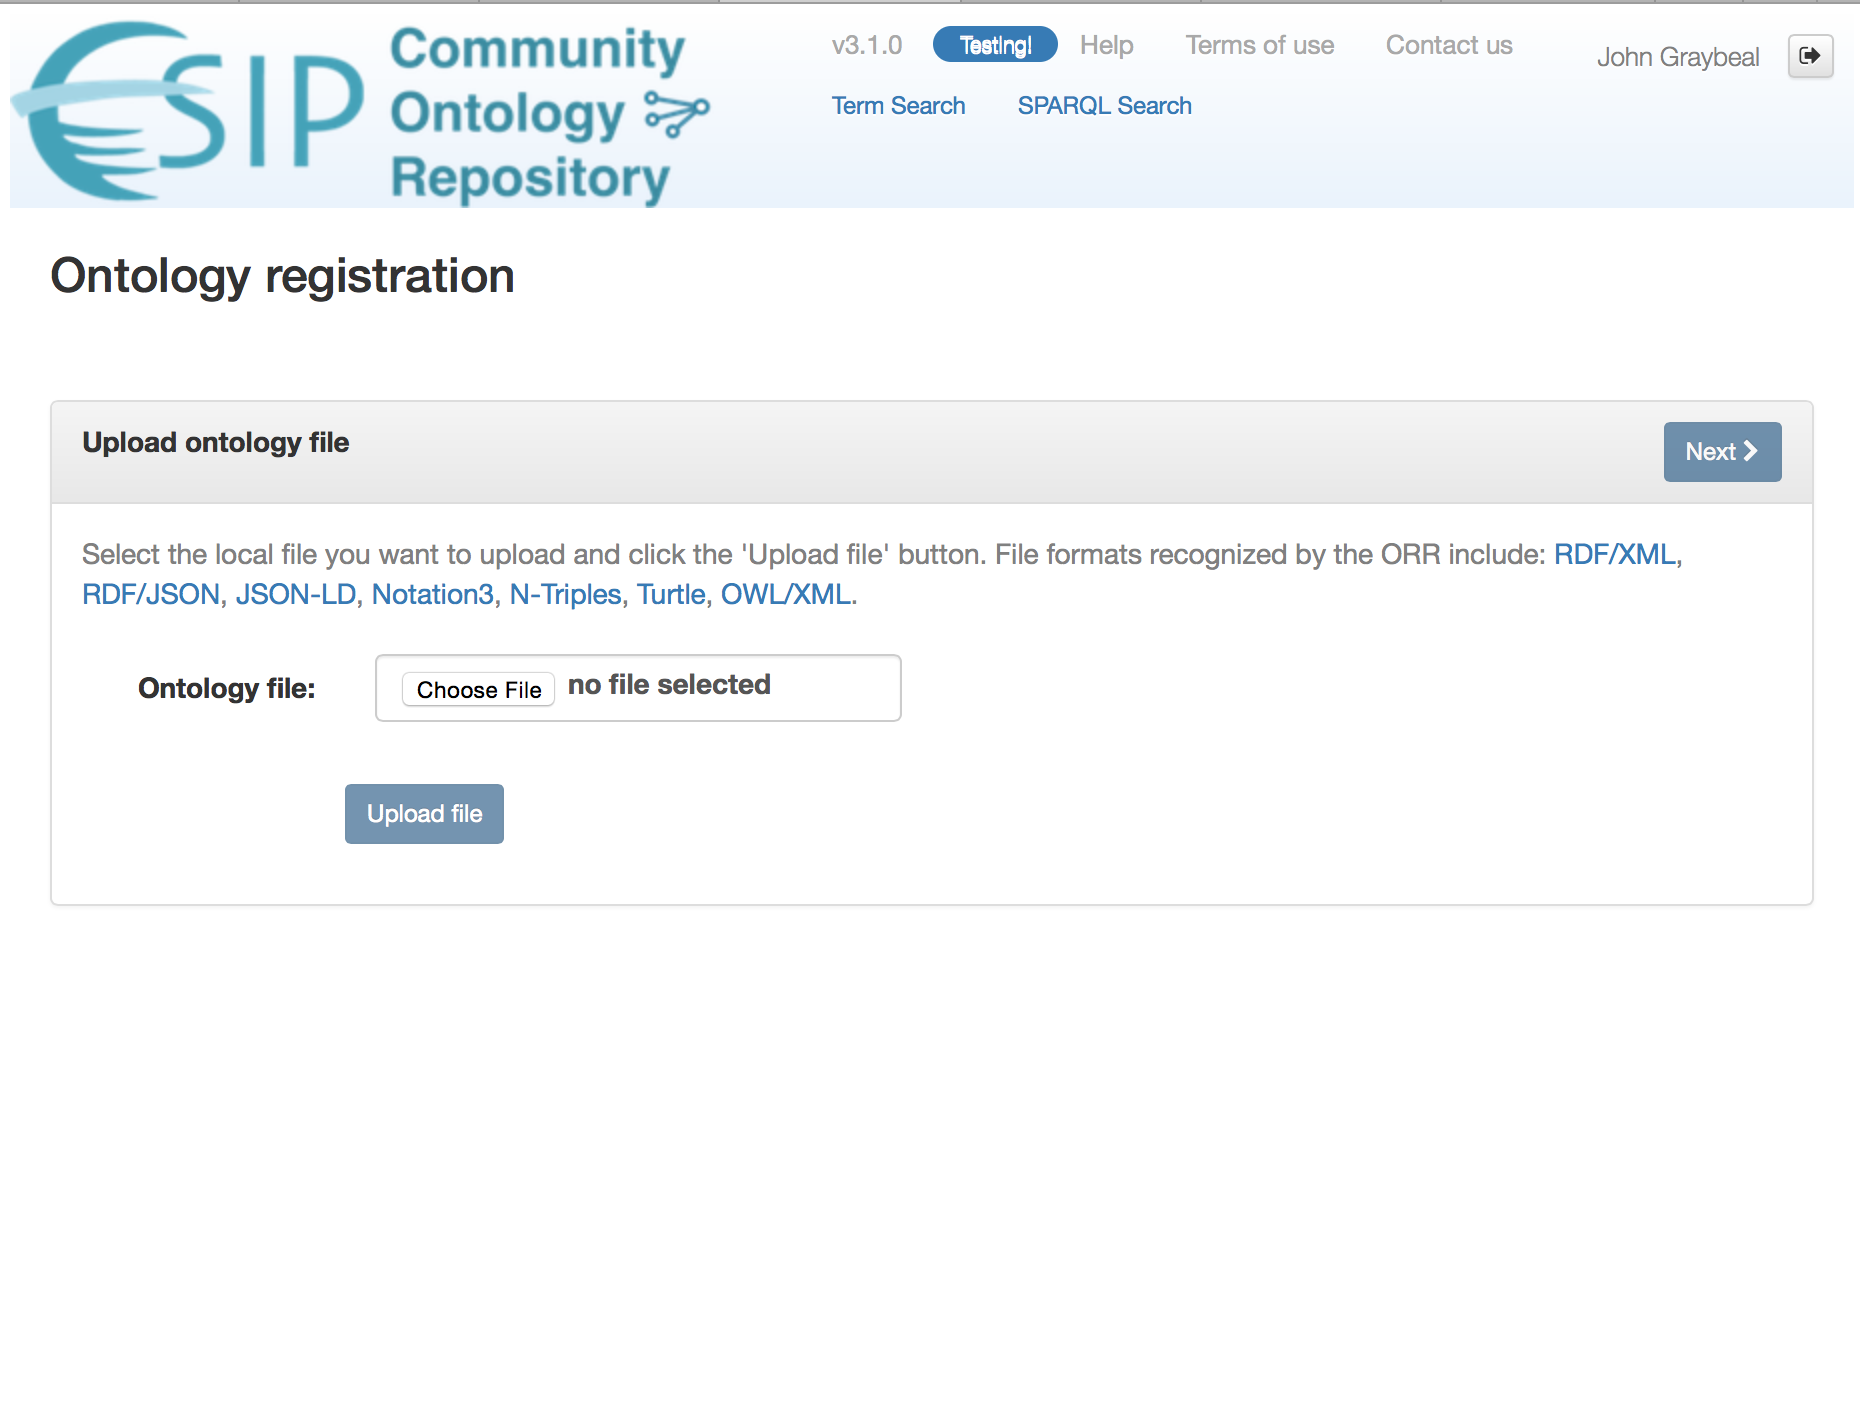 ESIP
Community
Ontology
Repository
v3.1.0 Testing! Help Terms of use Contact us
John Graybeal
Term Search SPARQL Search
Ontology registration
Upload ontology file
Next
Select the local file you want to upload and click the 'Upload file' button. File formats recognized by the ORR include: RDF/XML,
RDF/JSON, JSON-LD, Notation3, N-Triples, Turtle, OWL/XML.
Ontology file: Choose File no file selected
Upload file